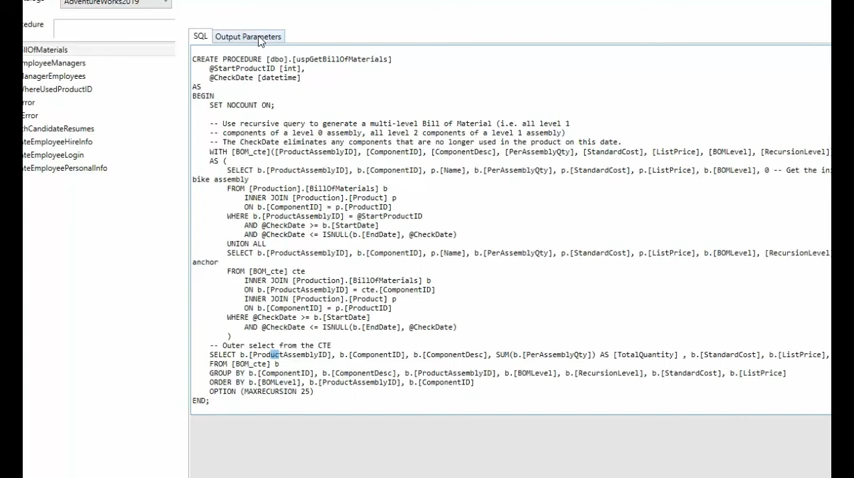 AdventureWorks2019
edure
illOfMaterials
mployeeManagers
lanagerEmployees
WhereUsedProductID
rror
Error
chCandidateResumes
teEmployeeHireInfo
teEmployeeLogin
teEmployeePersonalInfo
SQL
Output Parameters
CREATE PROCEDURE [dbo].[uspGetBillOfMaterials]
@StartProductID [int],
@CheckDate [datetime]
AS
BEGIN
SET NOCOUNT ON;
-- Use recursive query to generate a multi-level Bill of Material (i.e. all level 1
-- components of a level 0 assembly, all level 2 components of a level 1 assembly)
-- The CheckDate eliminates any components that are no longer used in the product on this date.
WITH [BOM_cte]([ProductAssemblyID], [ComponentID], [ComponentDesc], [PerAssemblyQty], [StandardCost], [ListPrice], [BOMLevel], [RecursionLevel]
AS (
SELECT b.[ProductAssemblyID], b.[ComponentID], p.[Name], b.[PerAssemblyQty], p.[StandardCost], p.[ListPrice], b.[BOMLevel], 0 -- Get the in
bike assembly
FROM [Production].[BillOfMaterials] b
INNER JOIN [Production].[Product] p
ON b.[ComponentID] = p.[ProductID]
WHERE b.[ProductAssemblyID] = @StartProductID
AND @CheckDate >= b.[StartDate]
AND @CheckDate <= ISNULL(b.[EndDate], @CheckDate)
UNION ALL
SELECT b.[ProductAssemblyID], b.[ComponentID], p.[Name], b.[PerAssemblyQty], p.[StandardCost], p.[ListPrice], b.[BOMLevel], [RecursionLevel
anchor
FROM [BOM_cte] cte
INNER JOIN [Production].[BillOfMaterials] b
ON b.[ProductAssemblyID] = cte.[ComponentID]
INNER JOIN [Production].[Product] p
ON b.[ComponentID] = p.[ProductID]
WHERE @CheckDate >= b.[StartDate]
AND @CheckDate <= ISNULL(b.[EndDate], @CheckDate)
)
-- Outer select from the CTE
SELECT b.[ProductAssemblyID], b.[ComponentID], b.[ComponentDesc], SUM(b.[PerAssemblyQty]) AS [TotalQuantity] , b.[StandardCost], b.[ListPrice],
FROM [BOM_cte] b
GROUP BY b.[ComponentID], b.[ComponentDesc], b.[ProductAssemblyID], b.[BOMLevel], b.[RecursionLevel], b.[StandardCost], b.[ListPrice]
ORDER BY b.[BOMLevel], b.[ProductAssemblyID], b.[ComponentID]
OPTION (MAXRECURSION 25)
END;